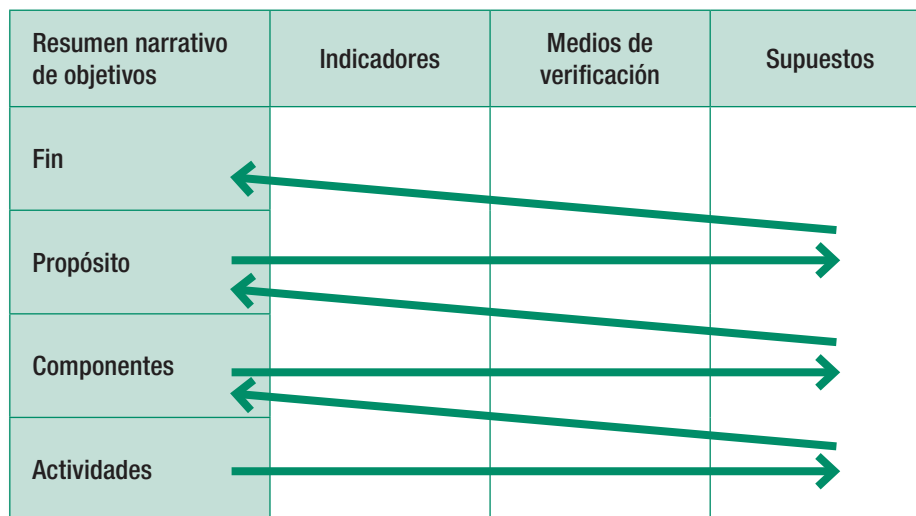 Resumen narrativo
de objetivos
Indicadores
Medios de
verificación
Supuestos
Fin
Propósito
Componentes
Actividades